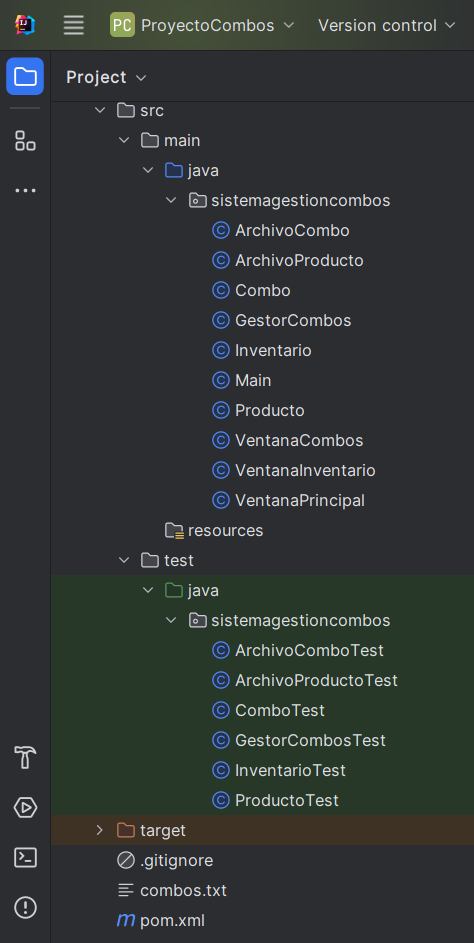 PC ProyectoCombos Version control
Project
src
main
java
sistemagestioncombos
ArchivoCombo
ArchivoProducto
Combo
GestorCombos
Inventario
Main
Producto
VentanaCombos
VentanaInventario
VentanaPrincipal
resources
test
java
sistemagestioncombos
ArchivoComboTest
ArchivoProductoTest
ComboTest
GestorCombosTest
InventarioTest
ProductoTest
target
.gitignore
combos.txt
pom.xml